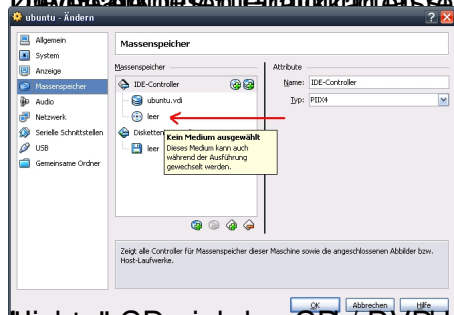 ubuntu - Ändern
Allgemein
System
Anzeige
Massenspeicher
Audio
Netzwerk
Serielle Schnittstellen
USB
Gemeinsame Ordner
Massenspeicher
Massenspeicher
IDE-Controller
ubuntu.vdi
leer
leer
Kein Medium ausgewählt
Dieses Medium kann auch
während der Ausführung
gewechselt werden.
Attribute
Name: IDE-Controller
Typ: PIIX4
Zeigt alle Controller für Massenspeicher dieser Maschine sowie die angeschlossenen Abbilder bzw.
Host-Laufwerke.
OK Abbrechen Hilfe